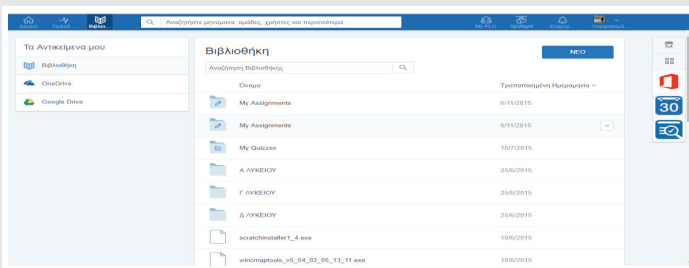 Αρχική
Βιβλιο...
Αναζητήστε μηνύματα, ομάδες, χρήστες και περισσότερα
My PLC
Spotlight
Τα Αντικείμενα μου
Βιβλιοθήκη
OneDrive
Google Drive
Βιβλιοθήκη
ΝΕΟ
Αναζήτηση Βιβλιοθήκης
Όνομα Τροποποιημένη Ημερομηνία
My Assignments 6/11/2015
My Assignments 6/11/2015
My Quizzes 16/7/2015
Α ΛΥΚΕΙΟΥ 25/6/2015
Γ ΛΥΚΕΙΟΥ 25/6/2015
Δ ΛΥΚΕΙΟΥ 25/6/2015
scratchinstaller1_4.exe 10/6/2015
wincmaptools_v5_04_02_05_13_11.exe 10/6/2015
30